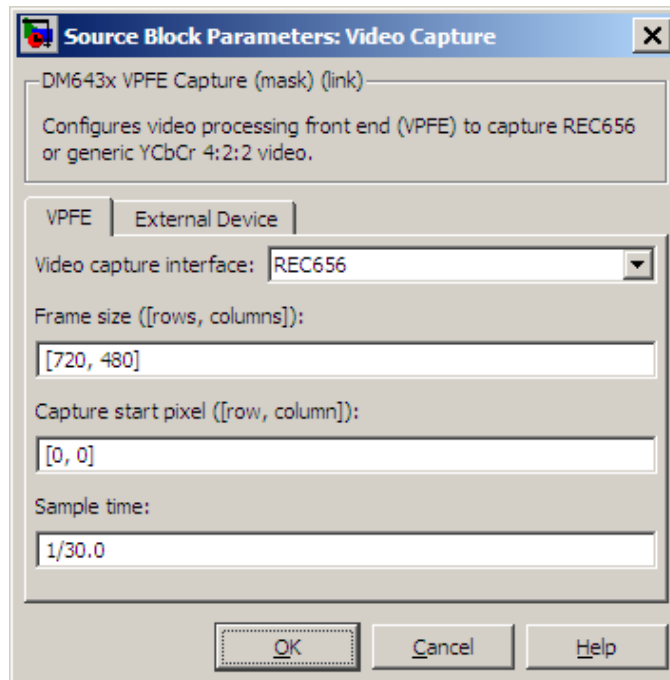 Source Block Parameters: Video Capture
DM643x VPFE Capture (mask) (link)
Configures video processing front end (VPFE) to capture REC656
or generic YCbCr 4:2:2 video.
VPFE External Device
Video capture interface: REC656
Frame size ([rows, columns]):
[720, 480]
Capture start pixel ([row, column]):
[0, 0]
Sample time:
1/30.0
OK Cancel Help